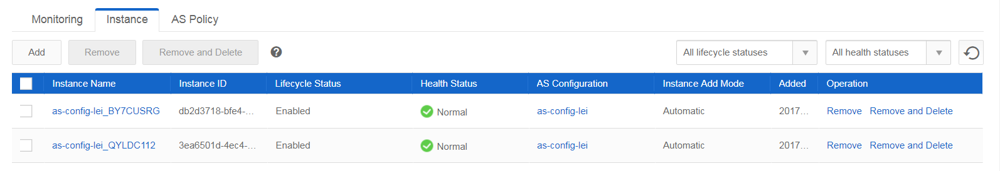 Monitoring Instance AS Policy
Add Remove Remove and Delete ? All lifecycle statuses All health statuses
Instance Name Instance ID Lifecycle Status Health Status AS Configuration Instance Add Mode Added Operation
as-config-lei_BY7CUSRG db2d3718-bfe4-... Enabled Normal as-config-lei Automatic 2017... Remove Remove and Delete
as-config-lei_QYLDC112 3ea6501d-4ec4-... Enabled Normal as-config-lei Automatic 2017... Remove Remove and Delete